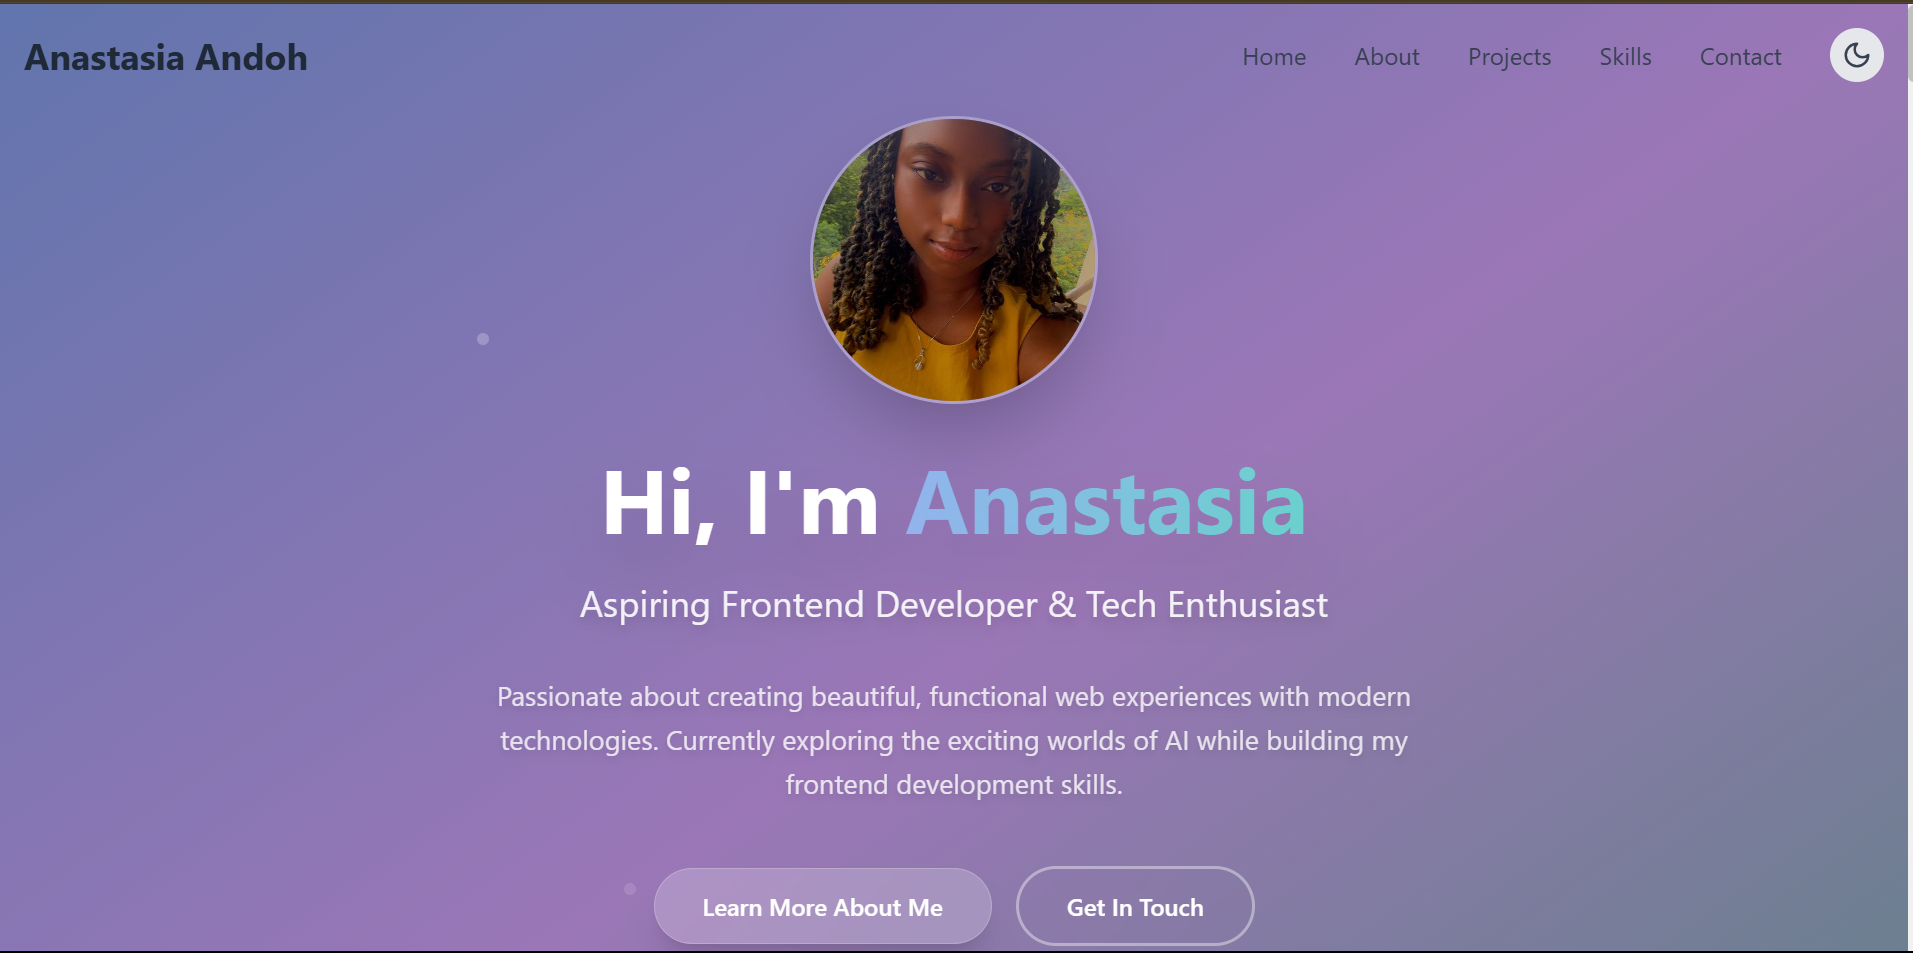 Anastasia Andoh
Home About Projects Skills Contact
Hi, I'm Anastasia
Aspiring Frontend Developer & Tech Enthusiast
Passionate about creating beautiful, functional web experiences with modern
technologies. Currently exploring the exciting worlds of AI while building my
frontend development skills.
Learn More About Me Get In Touch